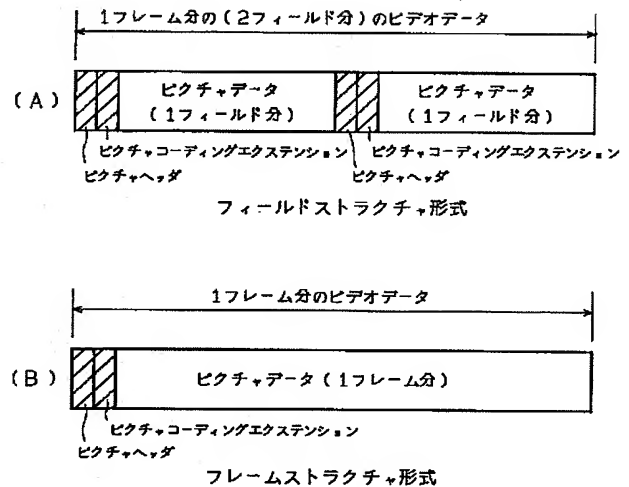 1フレーム分の(2フィールド分)のビデオデータ
(A)
ピクチャデータ
(1フィールド分)
ピクチャデータ
(1フィールド分)
ピクチャコーディングエクステンション
ピクチャコーディングエクステンション
ピクチャヘッダ
ピクチャヘッダ
フィールドストラクチャ形式
1フレーム分のビデオデータ
(B)
ピクチャデータ(1フレーム分)
ピクチャコーディングエクステンション
ピクチャヘッダ
フレームストラクチャ形式